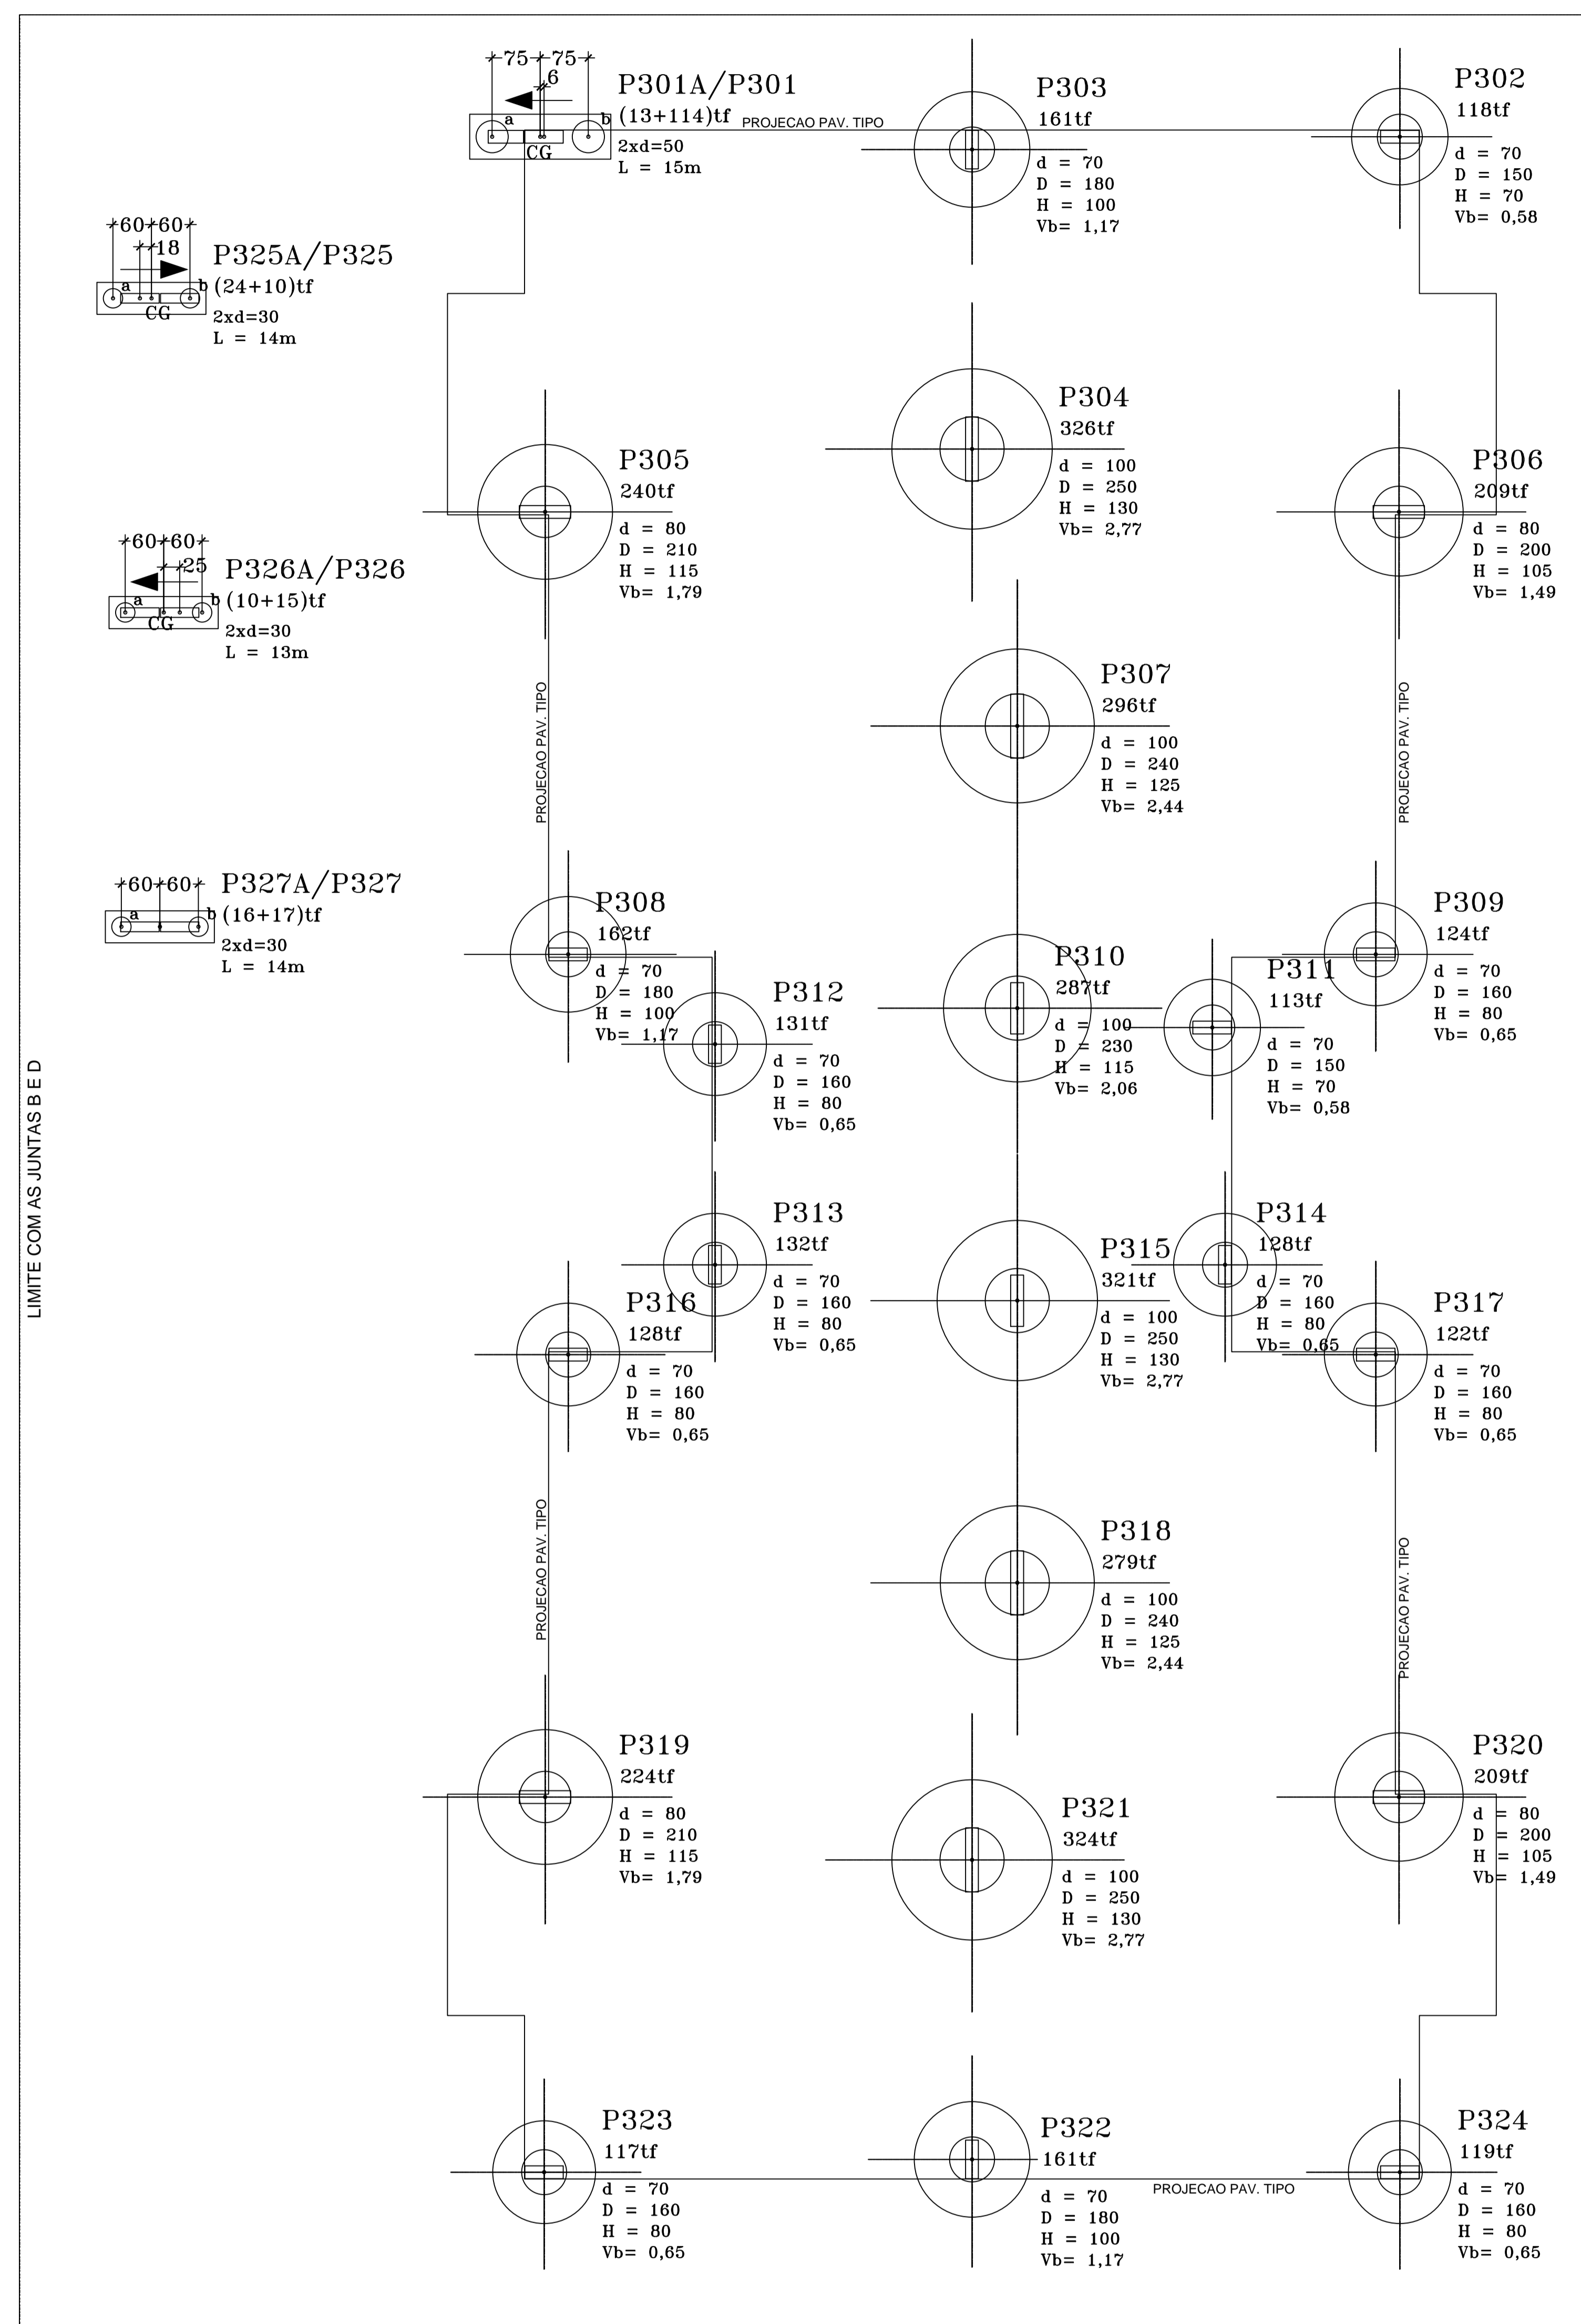 75 75
6
P301A/P301
a
b
(13+114)tf
CG
2xd=50
L = 15m
PROJECAO PAV. TIPO
P303
161tf
d = 70
D = 180
H = 100
Vb= 1,17
P302
118tf
d = 70
D = 150
H = 70
Vb= 0,58
60 60
18
P325A/P325
a
b
(24+10)tf
CG
2xd=30
L = 14m
P304
326tf
d = 100
D = 250
H = 130
Vb= 2,77
P305
240tf
d = 80
D = 210
H = 115
Vb= 1,79
P306
209tf
d = 80
D = 200
H = 105
Vb= 1,49
60 60
25
P326A/P326
a
b
(10+15)tf
CG
2xd=30
L = 13m
P307
296tf
d = 100
D = 240
H = 125
Vb= 2,44
PROJECAO PAV. TIPO
PROJECAO PAV. TIPO
60 60
P327A/P327
a
b
(16+17)tf
2xd=30
L = 14m
P308
162tf
d = 70
D = 180
H = 100
Vb= 1,17
P309
124tf
d = 70
D = 160
H = 80
Vb= 0,65
P310
287tf
d = 100
D = 230
H = 115
Vb= 2,06
P311
113tf
d = 70
D = 150
H = 70
Vb= 0,58
P312
131tf
d = 70
D = 160
H = 80
Vb= 0,65
LIMITE COM AS JUNTAS B E D
P313
132tf
d = 70
D = 160
H = 80
Vb= 0,65
P314
128tf
d = 70
D = 160
H = 80
Vb= 0,65
P315
321tf
d = 100
D = 250
H = 130
Vb= 2,77
P316
128tf
d = 70
D = 160
H = 80
Vb= 0,65
P317
122tf
d = 70
D = 160
H = 80
Vb= 0,65
PROJECAO PAV. TIPO
PROJECAO PAV. TIPO
P318
279tf
d = 100
D = 240
H = 125
Vb= 2,44
P319
224tf
d = 80
D = 210
H = 115
Vb= 1,79
P320
209tf
d = 80
D = 200
H = 105
Vb= 1,49
P321
324tf
d = 100
D = 250
H = 130
Vb= 2,77
P323
117tf
d = 70
D = 160
H = 80
Vb= 0,65
P322
161tf
d = 70
D = 180
H = 100
Vb= 1,17
PROJECAO PAV. TIPO
P324
119tf
d = 70
D = 160
H = 80
Vb= 0,65